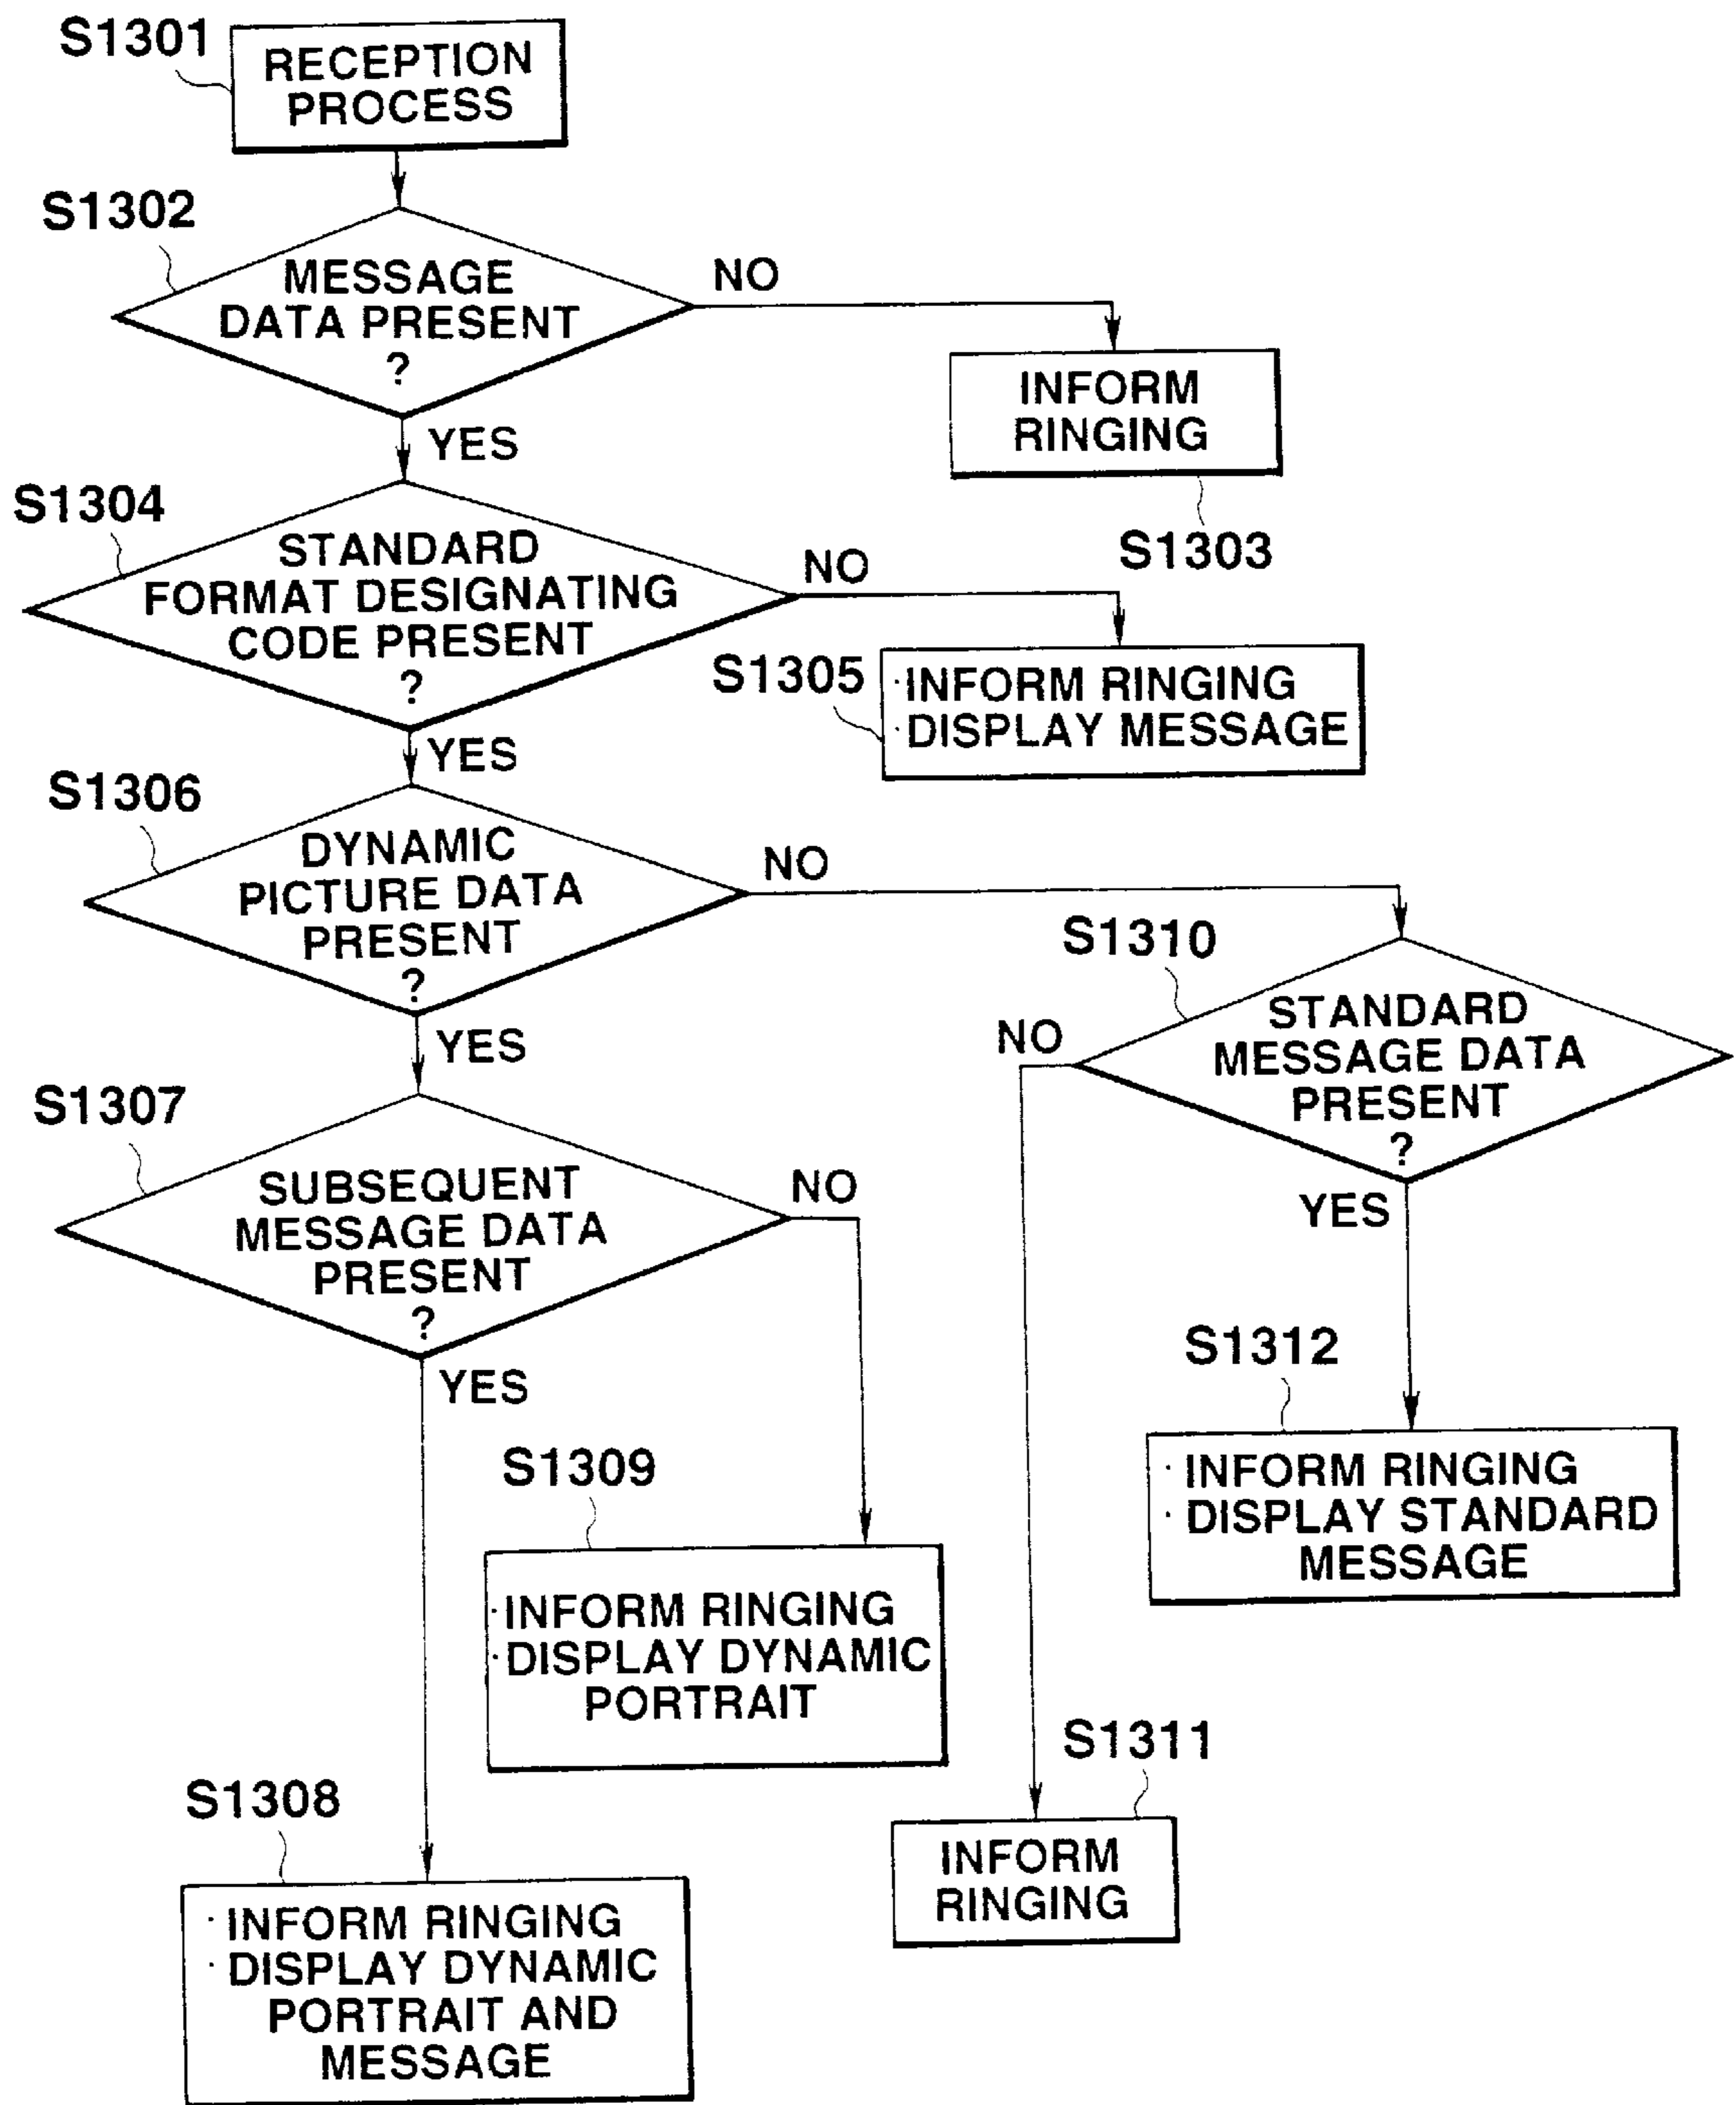 S1301
RECEPTION
PROCESS
S1302
MESSAGE
DATA PRESENT
?
NO
YES
INFORM
RINGING
S1303
S1304
STANDARD
FORMAT DESIGNATING
CODE PRESENT
?
NO
YES
S1305
·INFORM RINGING
·DISPLAY MESSAGE
S1306
DYNAMIC
PICTURE DATA
PRESENT
?
NO
YES
S1310
STANDARD
MESSAGE DATA
PRESENT
?
NO
YES
S1307
SUBSEQUENT
MESSAGE DATA
PRESENT
?
NO
YES
S1312
· INFORM RINGING
· DISPLAY STANDARD
MESSAGE
S1309
·INFORM RINGING
·DISPLAY DYNAMIC
PORTRAIT
S1311
INFORM
RINGING
S1308
· INFORM RINGING
· DISPLAY DYNAMIC
PORTRAIT AND
MESSAGE